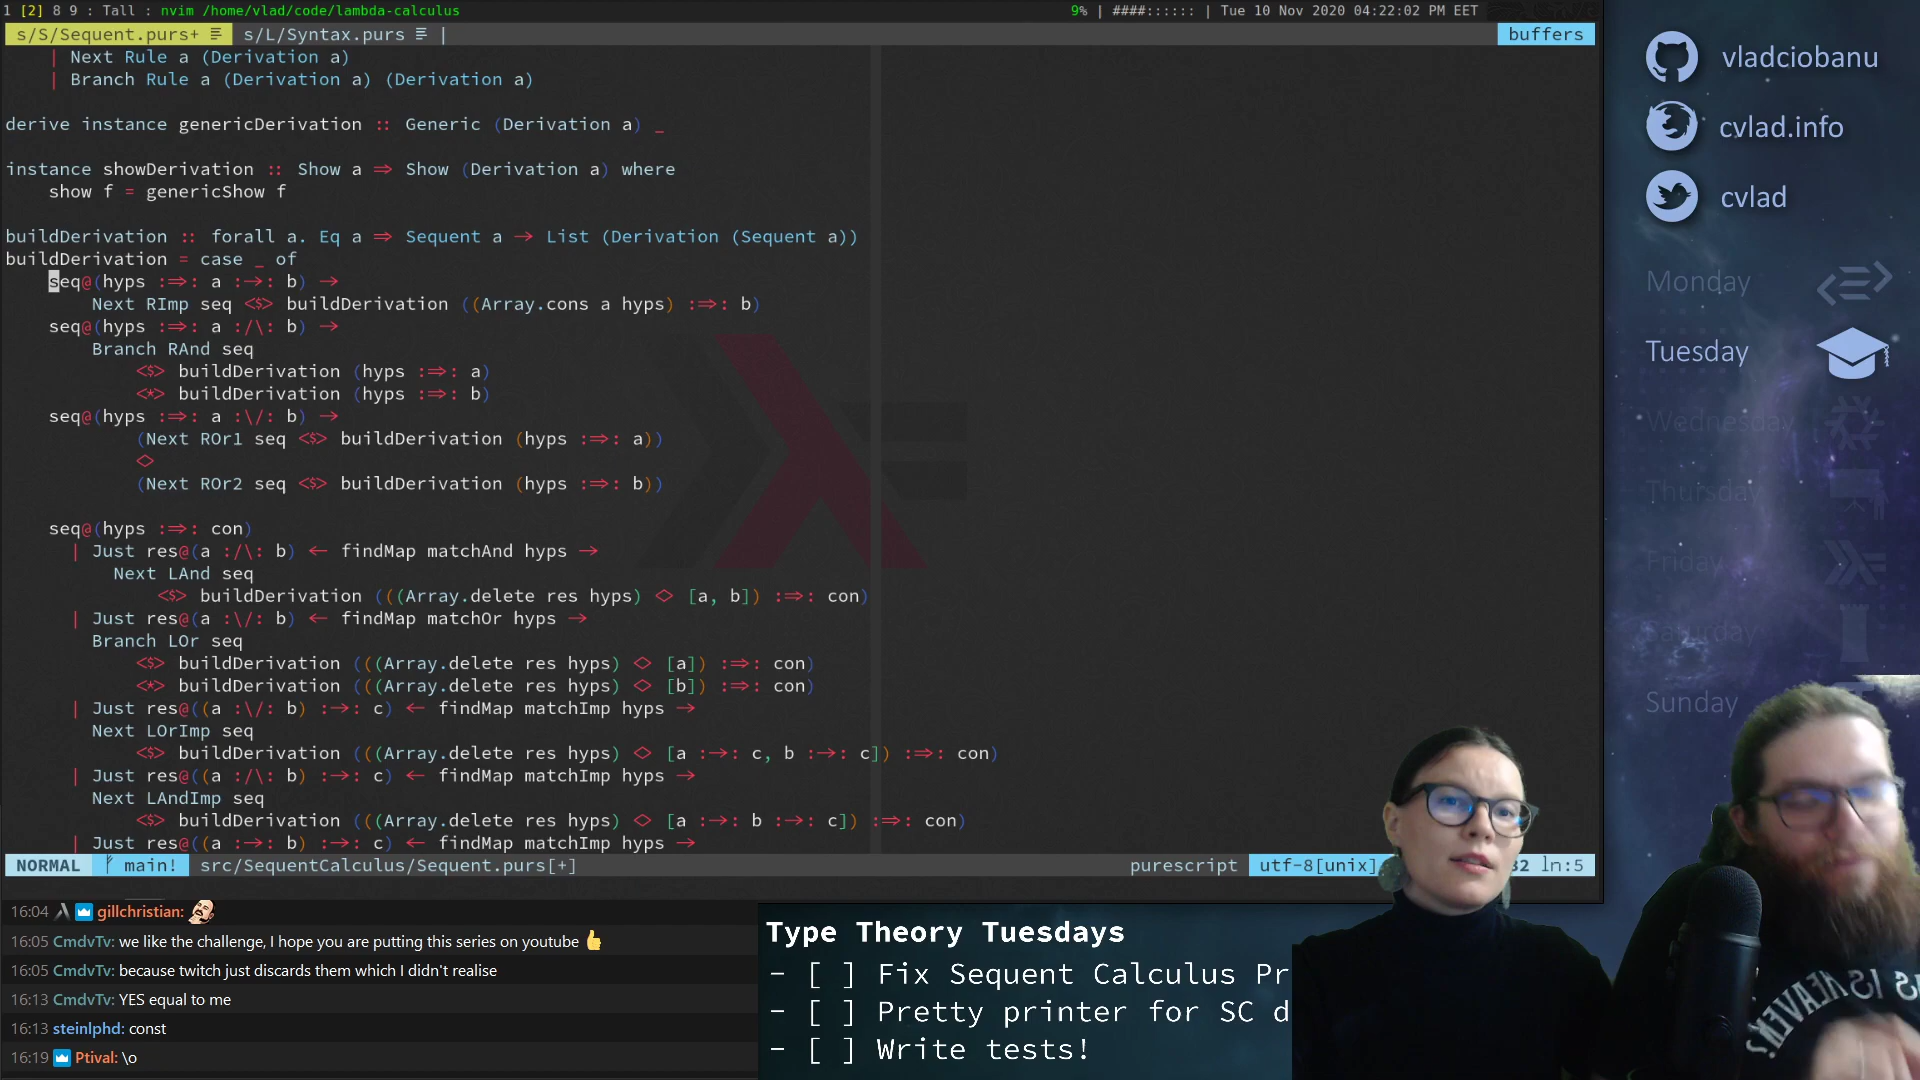 1 [2] 8 9 : Tall : nvim /home/vlad/code/lambda-calculus
9% | ####:::::: | Tue 10 Nov 2020 04:22:02 PM EET
s/S/Sequent.purs+ s/L/Syntax.purs |
buffers
| Next Rule a (Derivation a)
| Branch Rule a (Derivation a) (Derivation a)
derive instance genericDerivation :: Generic (Derivation a) _
instance showDerivation :: Show a ⇒ Show (Derivation a) where
show f = genericShow f
buildDerivation :: forall a. Eq a ⇒ Sequent a → List (Derivation (Sequent a))
buildDerivation = case _ of
seq@(hyps :⇒: a :→: b) →
Next RImp seq <$> buildDerivation ((Array.cons a hyps) :⇒: b)
seq@(hyps :⇒: a :/\: b) →
Branch RAnd seq
<$> buildDerivation (hyps :⇒: a)
<*> buildDerivation (hyps :⇒: b)
seq@(hyps :⇒: a :\/: b) →
(Next ROr1 seq <$> buildDerivation (hyps :⇒: a))
<>
(Next ROr2 seq <$> buildDerivation (hyps :⇒: b))
seq@(hyps :⇒: con)
| Just res@(a :/\: b) ← findMap matchAnd hyps →
Next LAnd seq
<$> buildDerivation (((Array.delete res hyps) <> [a, b]) :⇒: con)
| Just res@(a :\/: b) ← findMap matchOr hyps →
Branch LOr seq
<$> buildDerivation (((Array.delete res hyps) <> [a]) :⇒: con)
<*> buildDerivation (((Array.delete res hyps) <> [b]) :⇒: con)
| Just res@((a :\/: b) :→: c) ← findMap matchImp hyps →
Next LOrImp seq
<$> buildDerivation (((Array.delete res hyps) <> [a :→: c, b :→: c]) :⇒: con)
| Just res@((a :/\: b) :→: c) ← findMap matchImp hyps →
Next LAndImp seq
<$> buildDerivation (((Array.delete res hyps) <> [a :→: b :→: c]) :⇒: con)
| Just res@((a :→: b) :→: c) ← findMap matchImp hyps →
NORMAL main! src/SequentCalculus/Sequent.purs[+] purescript utf-8[unix] 32 ln:5
vladciobanu
cvlad.info
cvlad
Monday
Tuesday
Wednesday
Thursday
Friday
Saturday
Sunday
16:04 gillchristian:
16:05 CmdvTv: we like the challenge, I hope you are putting this series on youtube
16:05 CmdvTv: because twitch just discards them which I didn't realise
16:13 CmdvTv: YES equal to me
16:13 steinlphd: const
16:19 Ptival: \o
Type Theory Tuesdays
- [ ] Fix Sequent Calculus Pr
- [ ] Pretty printer for SC d
- [ ] Write tests!